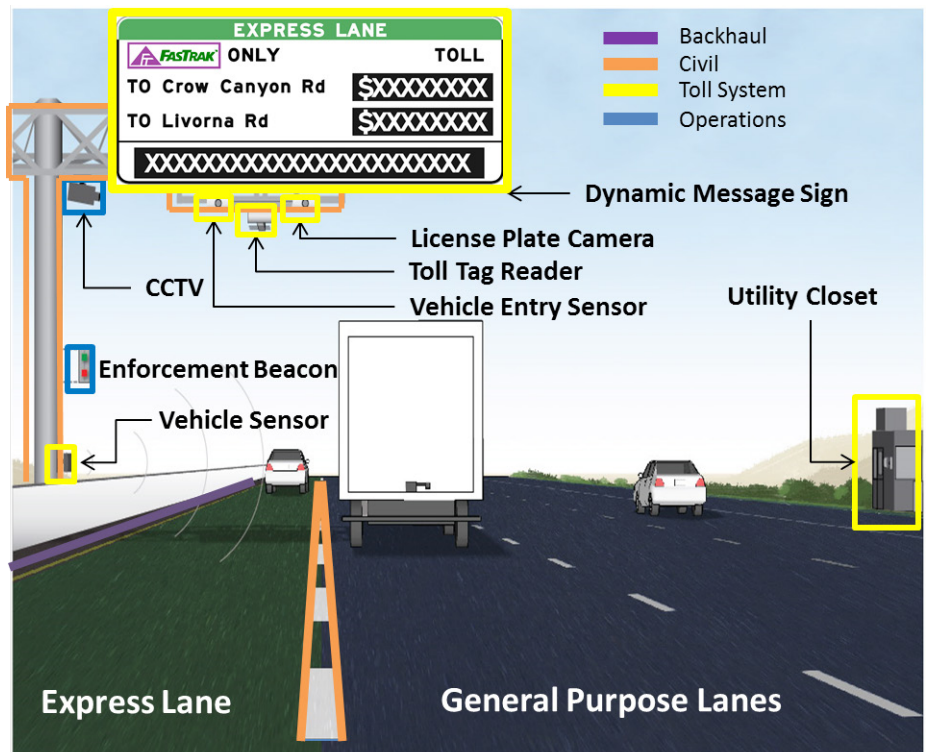 EXPRESS LANE
FASTRAK ONLY TOLL
TO Crow Canyon Rd $XXXXXXXX
TO Livorna Rd $XXXXXXXX
XXXXXXXXXXXXXXXXXXXXXXX
Backhaul
Civil
Toll System
Operations
Dynamic Message Sign
License Plate Camera
Toll Tag Reader
CCTV
Vehicle Entry Sensor
Utility Closet
Enforcement Beacon
Vehicle Sensor
Express Lane
General Purpose Lanes